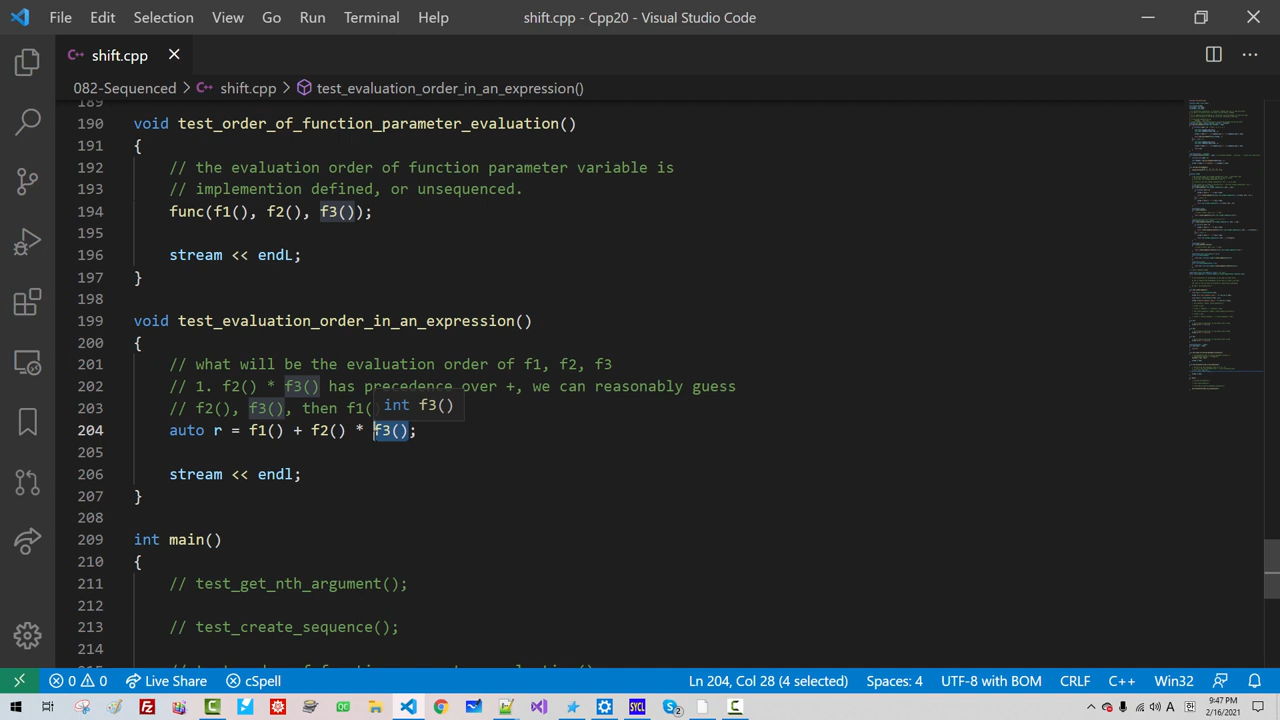 File Edit Selection View Go Run Terminal Help shift.cpp - Cpp20 - Visual Studio Code
shift.cpp
082-Sequenced > shift.cpp > test_evaluation_order_in_an_expression()
189
190 void test_order_of_function_parameter_evaluation()
191 {
192 // the evaluation order of function parameter variable
193 // implemention defined, or unsequenced.
194 func(f1(), f2(), f3());
195
196 stream << endL;
197 }
198
199 void test_evaluation_order_in_an_expression()
200 {
201 // what will be the evaluation order of f1, f2, f3
202 // 1. f2() * f3() has precedence over + we can reasonably guess
203 // f2(), f3(), then f1(
int f3()
204 auto r = f1() + f2() * f3();
205
206 stream << endl;
207 }
208
209 int main()
210 {
211 // test_get_nth_argument();
212
213 // test_create_sequence();
214
0 0 Live Share cSpell Ln 204, Col 28 (4 selected) Spaces: 4 UTF-8 with BOM CRLF C++ Win32
9:47 PM
2/16/2021